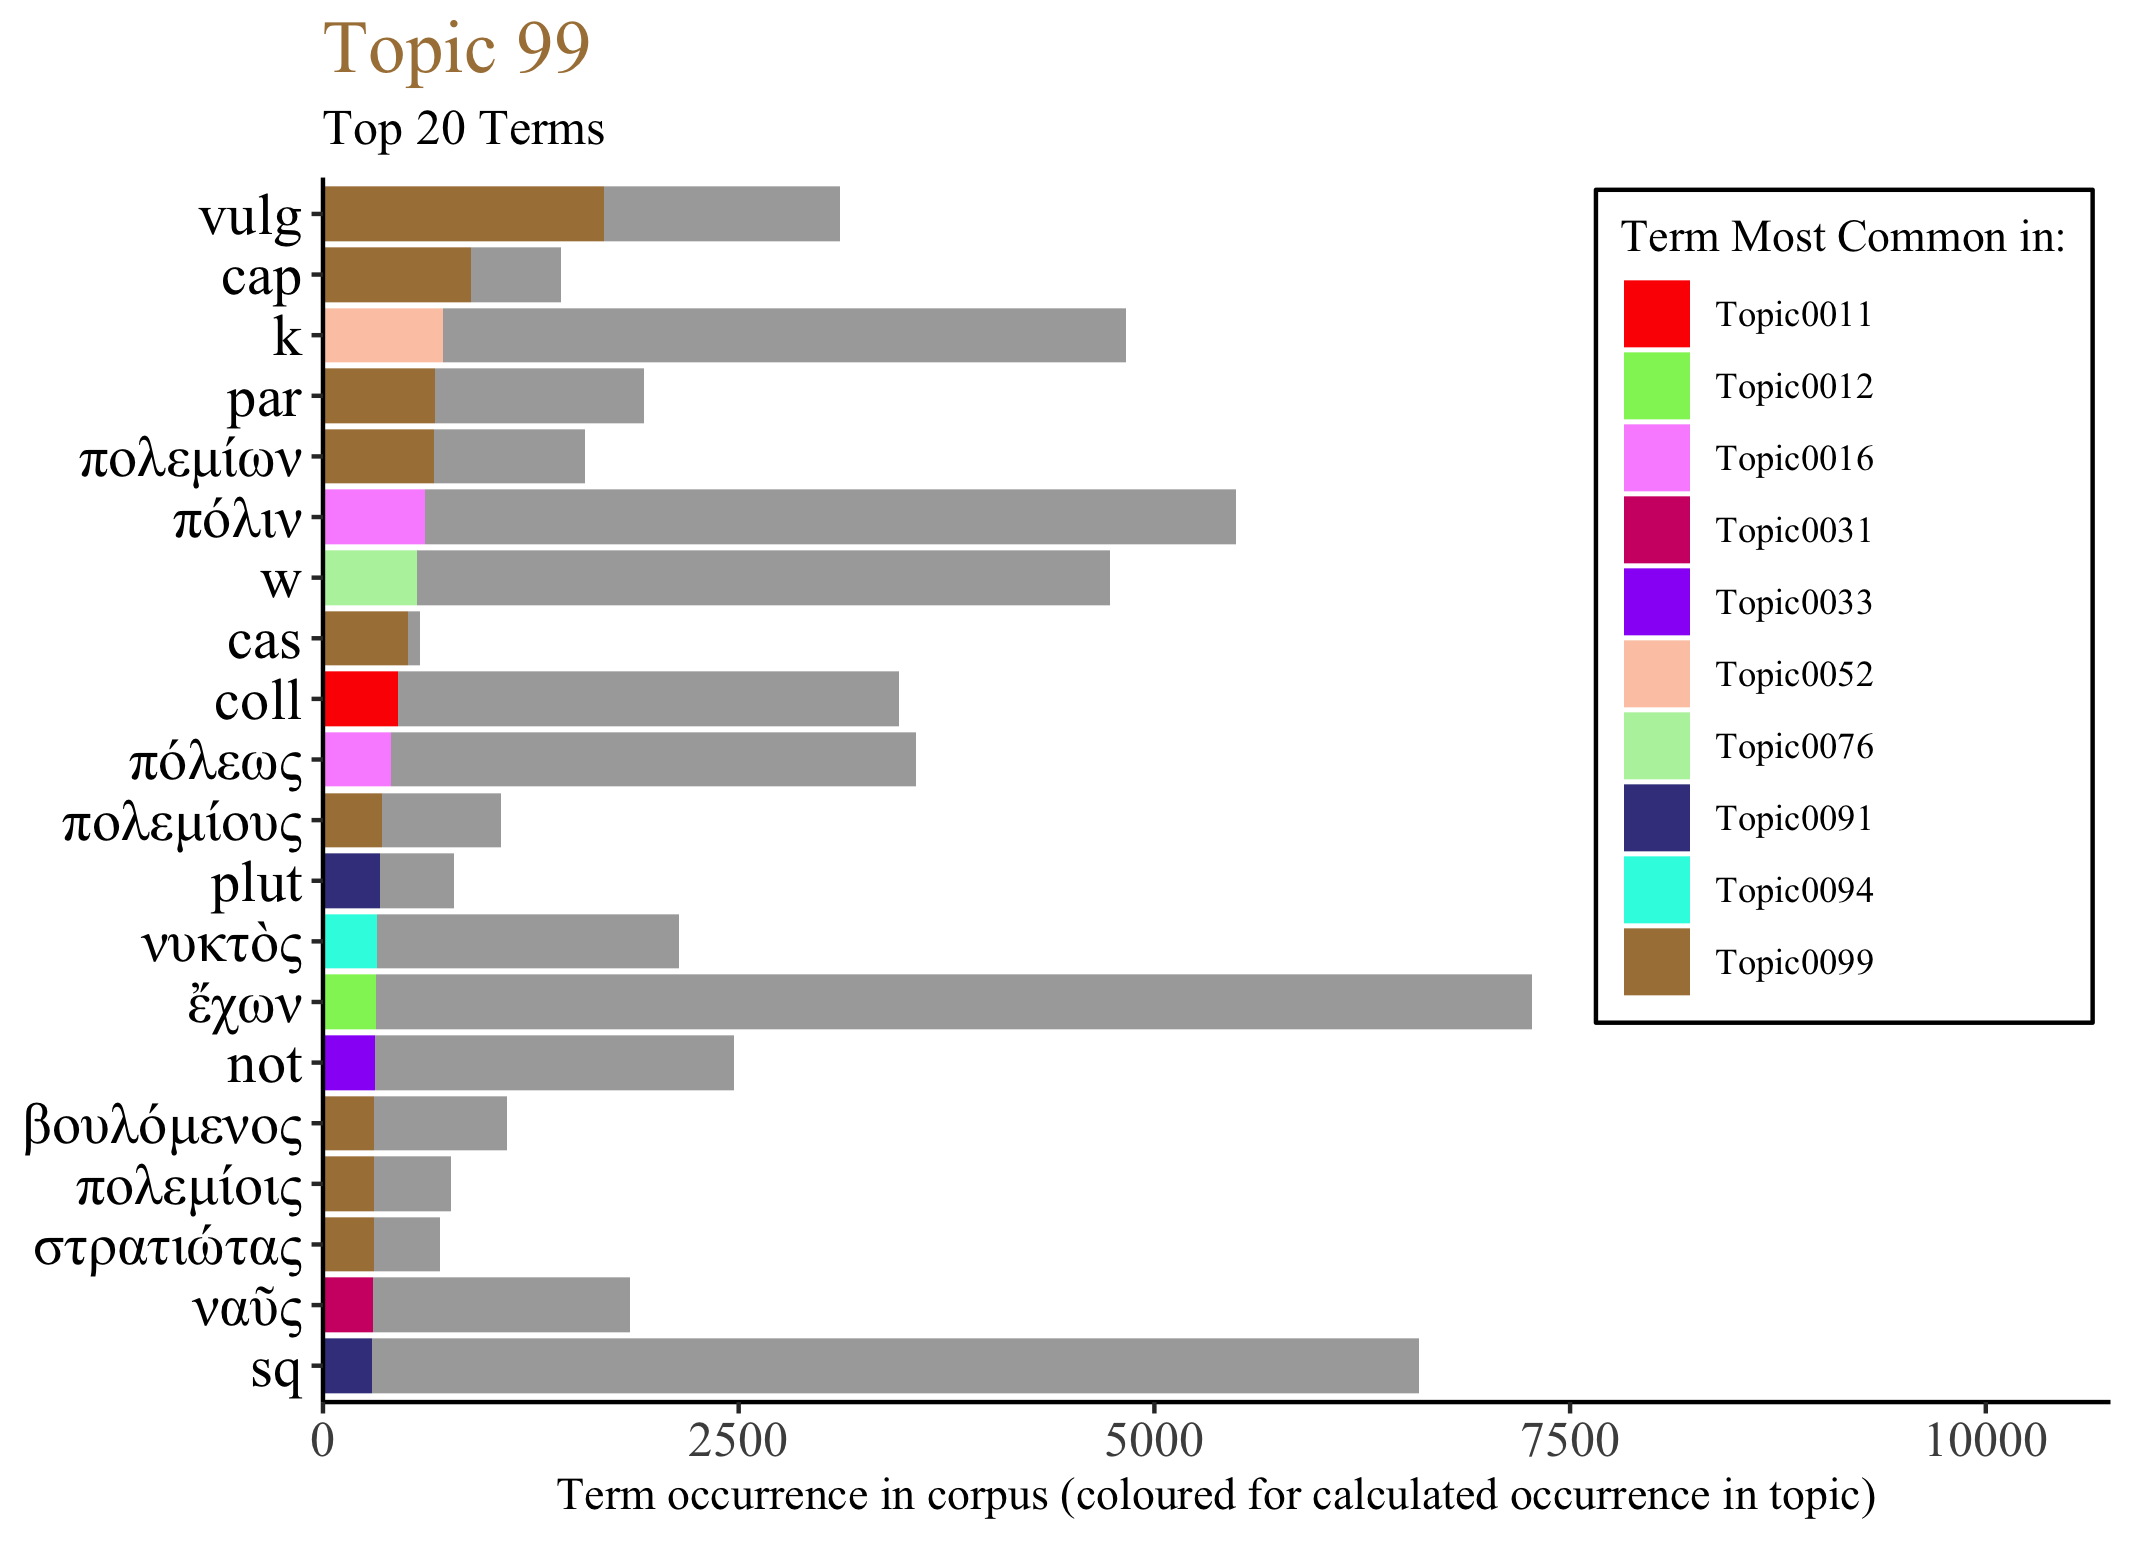 Topic 99
Top 20 Terms
vulg
cap
k
par
πολεμίων
πόλιν
w
cas
coll
πόλεως
πολεμίους
plut
νυκτὸς
ἔχων
not
βουλόμενος
πολεμίοις
στρατιώτας
ναῦς
sq
0 2500 5000 7500 10000
Term occurrence in corpus (coloured for calculated occurrence in topic)
Term Most Common in:
Topic0011
Topic0012
Topic0016
Topic0031
Topic0033
Topic0052
Topic0076
Topic0091
Topic0094
Topic0099